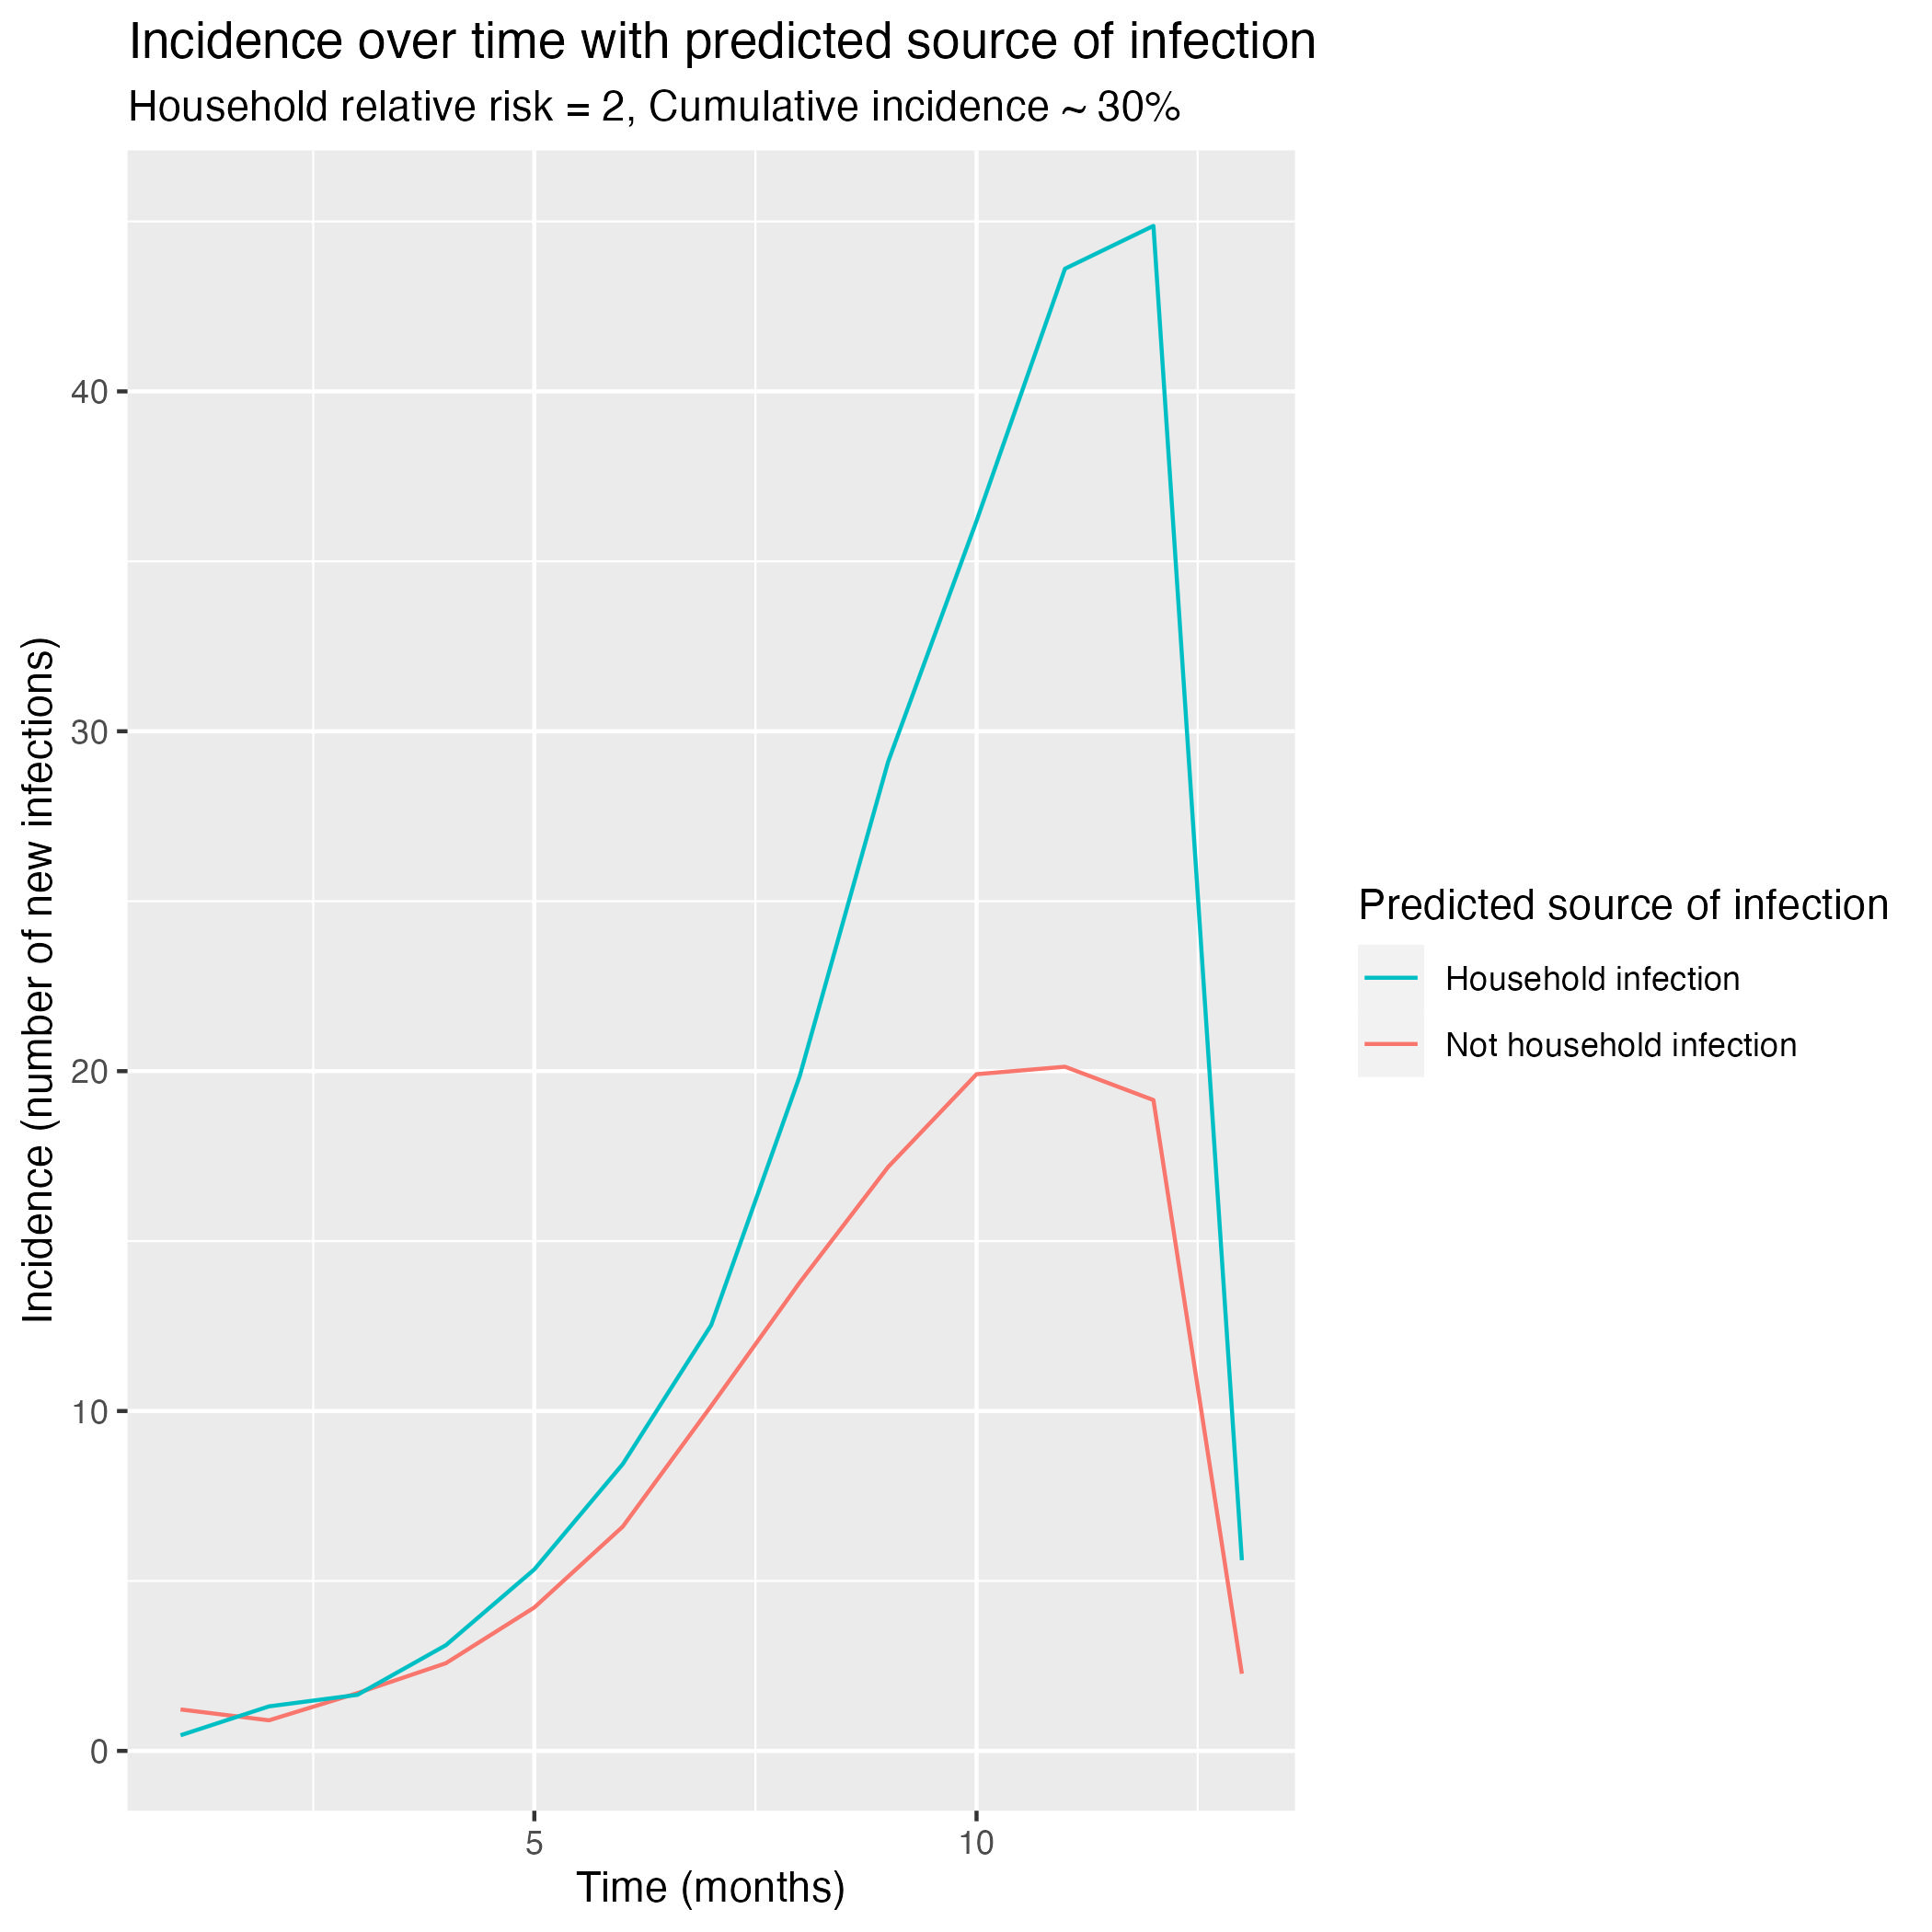 Incidence over time with predicted source of infection
Household relative risk = 2, Cumulative incidence ~ 30%
Incidence (number of new infections)
40
30
20
10
0
5 10
Time (months)
Predicted source of infection
Household infection
Not household infection